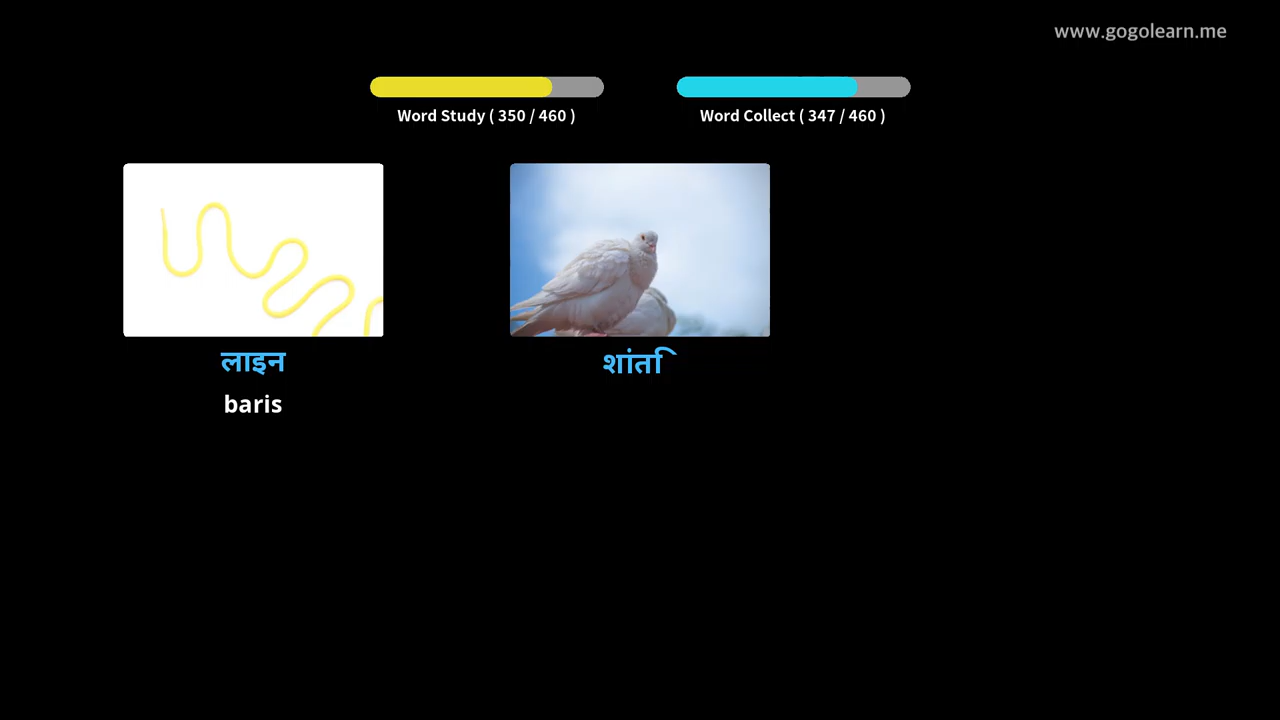 www.gogolearn.me
Word Study ( 350 / 460 )
Word Collect ( 347 / 460 )
लाइन
शांति
baris